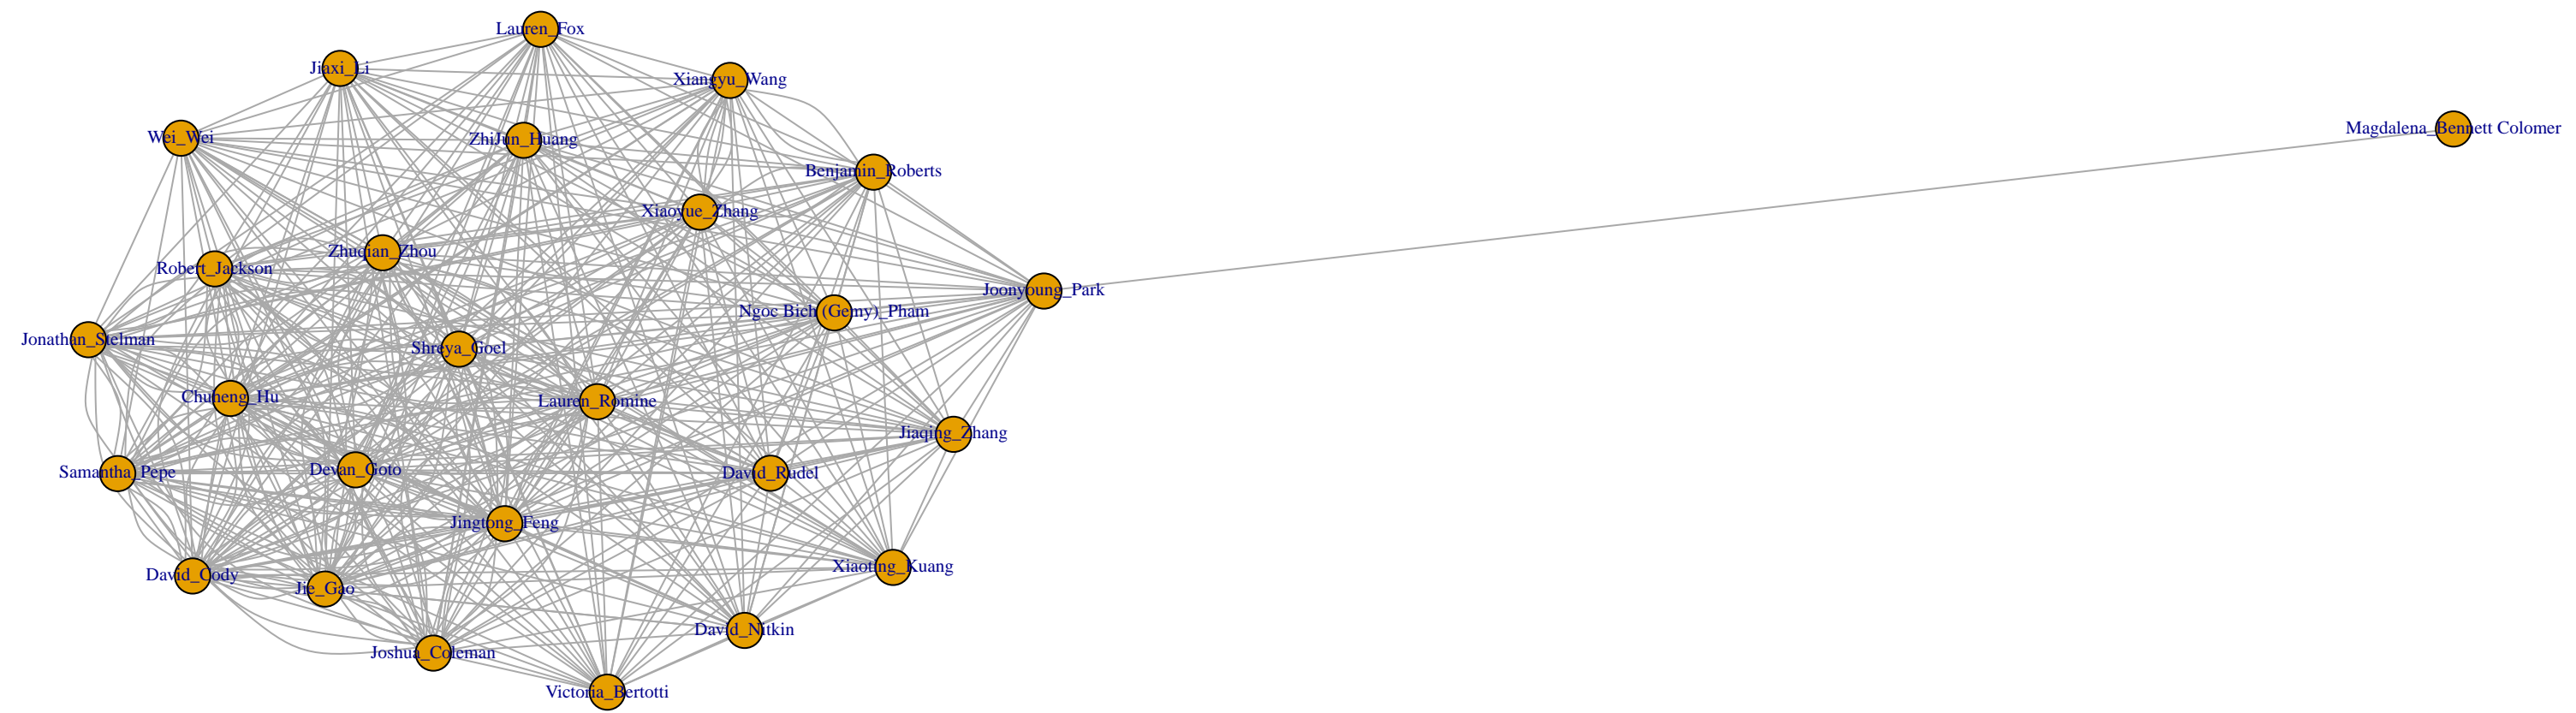 Lauren_Fox
Jiaxi_Li
Xiangyu_Wang
Magdalena_Bennett Colomer
Wei_Wei
ZhiJun_Huang
Benjamin_Roberts
Xiaoyue_Zhang
Zhuqian_Zhou
Robert_Jackson
Joonyoung_Park
Ngoc Bich (Gemy)_Pham
Jonathan_Stelman
Shreya_Goel
Chuheng_Hu
Lauren_Romine
Jiaqing_Zhang
Samantha_Pepe
Devan_Goto
David_Rudel
Jingtong_Feng
Xiaoting_Kuang
David_Cody
Jie_Gao
David_Nitkin
Joshua_Coleman
Victoria_Bertotti